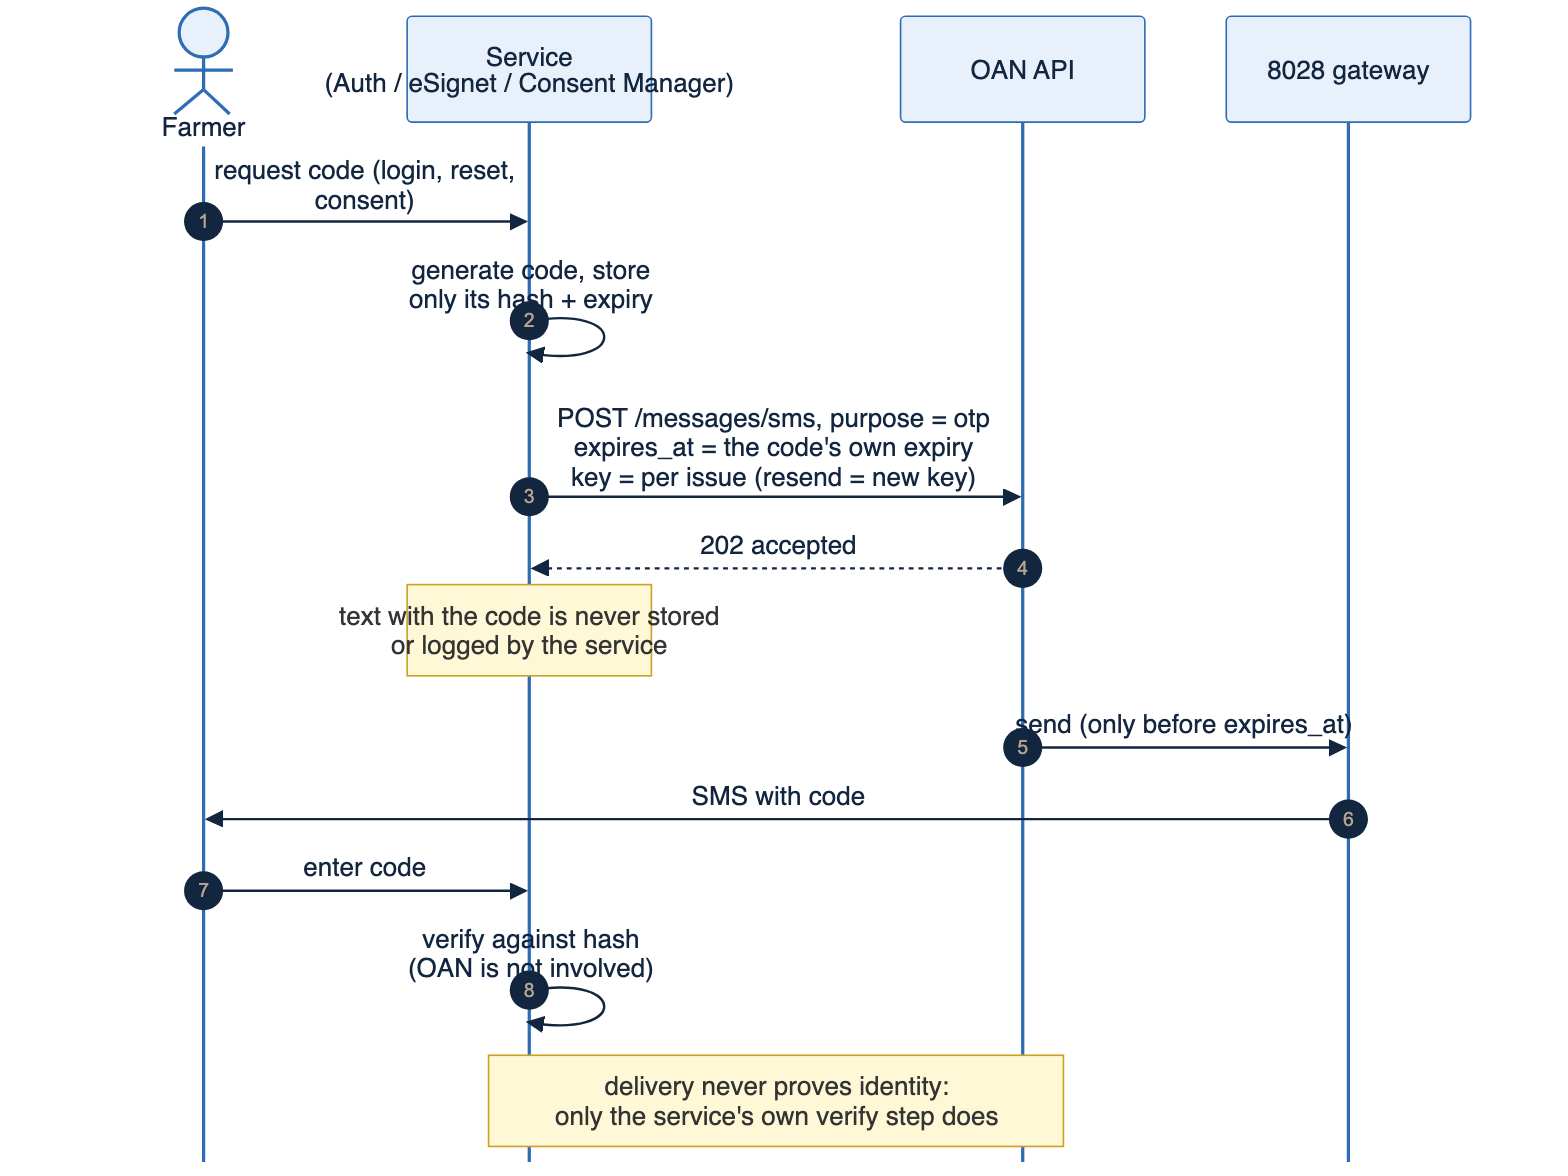 Farmer
Service
(Auth / eSignet / Consent Manager)
OAN API
8028 gateway
request code (login, reset,
consent)
1
generate code, store
only its hash + expiry
2
POST /messages/sms, purpose = otp
expires_at = the code's own expiry
key = per issue (resend = new key)
3
202 accepted
4
text with the code is never stored
or logged by the service
send (only before expires_at)
5
SMS with code
6
enter code
7
verify against hash
(OAN is not involved)
8
delivery never proves identity:
only the service's own verify step does